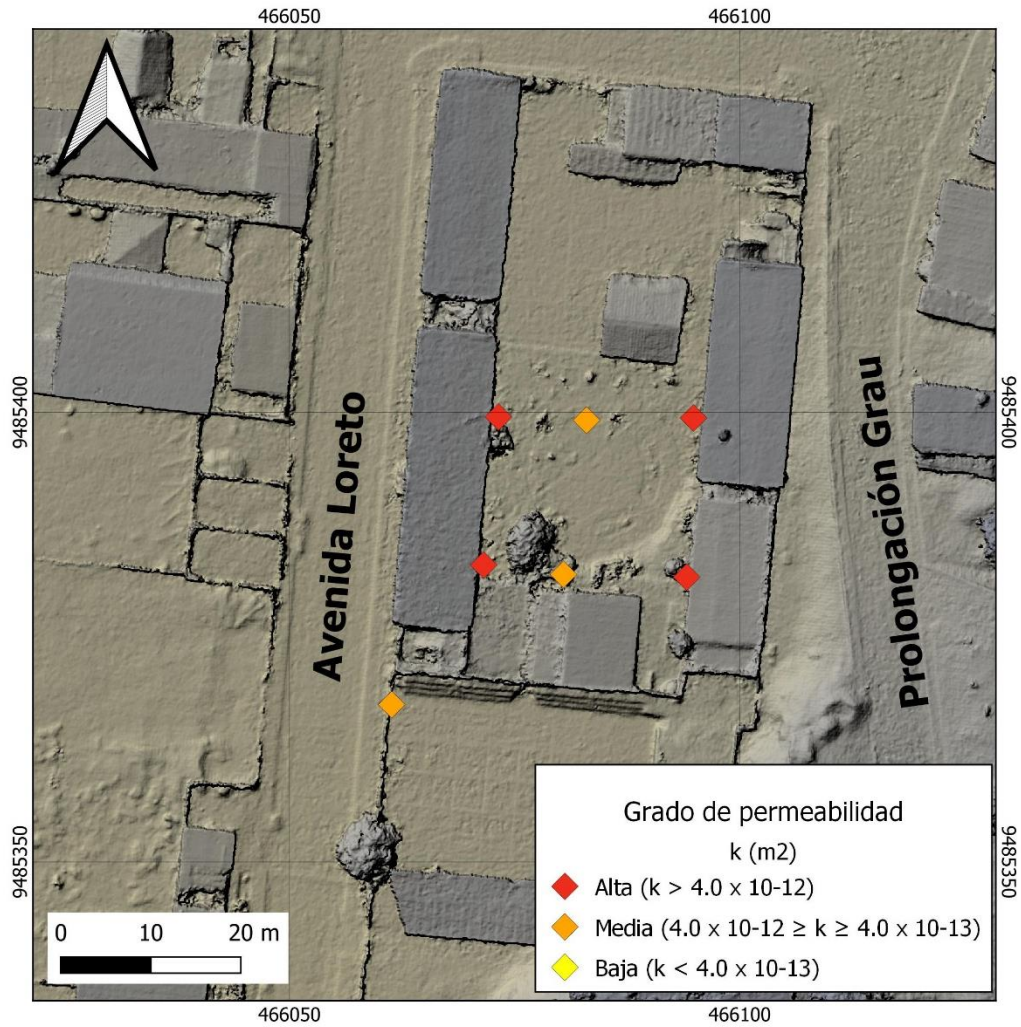 466050
466100
9485400
9485400
Avenida Loreto
Prolongación Grau
9485350
9485350
Grado de permeabilidad
k (m2)
Alta (k > 4.0 x 10-12)
Media (4.0 x 10-12 ≥ k ≥ 4.0 x 10-13)
Baja (k < 4.0 x 10-13)
0 10 20 m
466050
466100